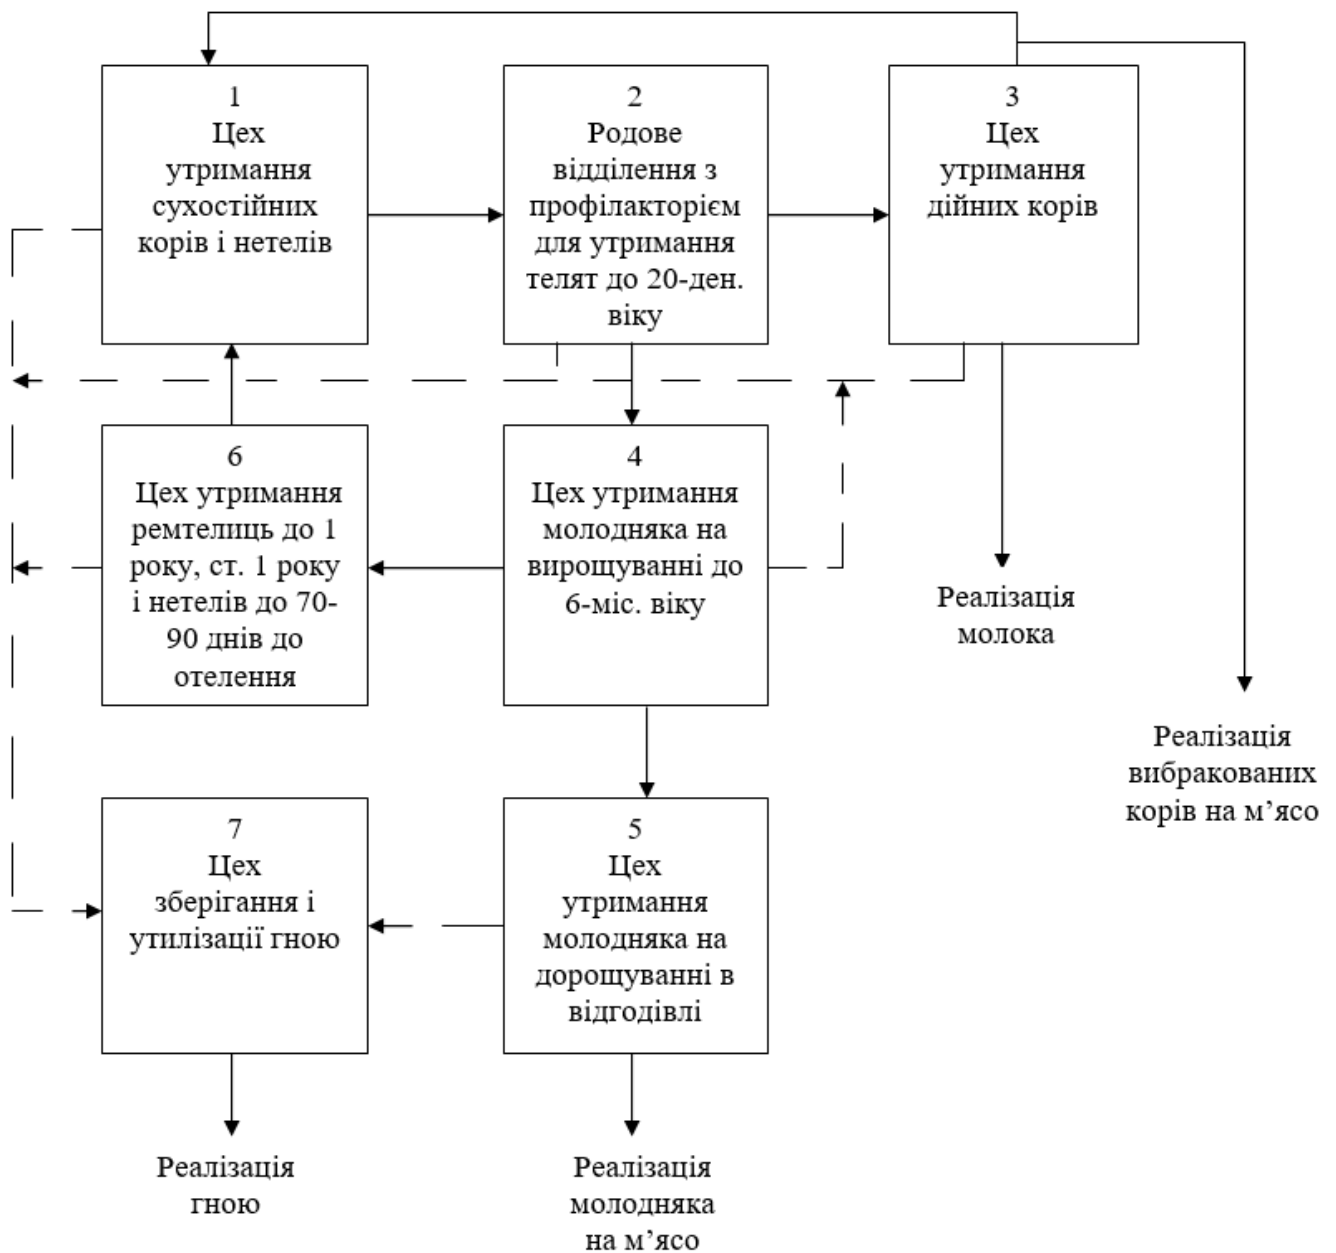 1
Цех
утримання
сухостійних
корів і нетелів
2
Родове
відділення з
профілакторієм
для утримання
телят до 20-ден.
віку
3
Цех
утримання
дійних корів
6
Цех утримання
ремтелиць до 1
року, ст. 1 року
і нетелів до 70-
90 днів до
отелення
4
Цех утримання
молодняка на
вирощуванні до
6-міс. віку
Реалізація
молока
Реалізація
вибракованих
корів на м’ясо
7
Цех
зберігання і
утилізації гною
5
Цех
утримання
молодняка на
дорощуванні в
відгодівлі
Реалізація
гною
Реалізація
молодняка
на м’ясо